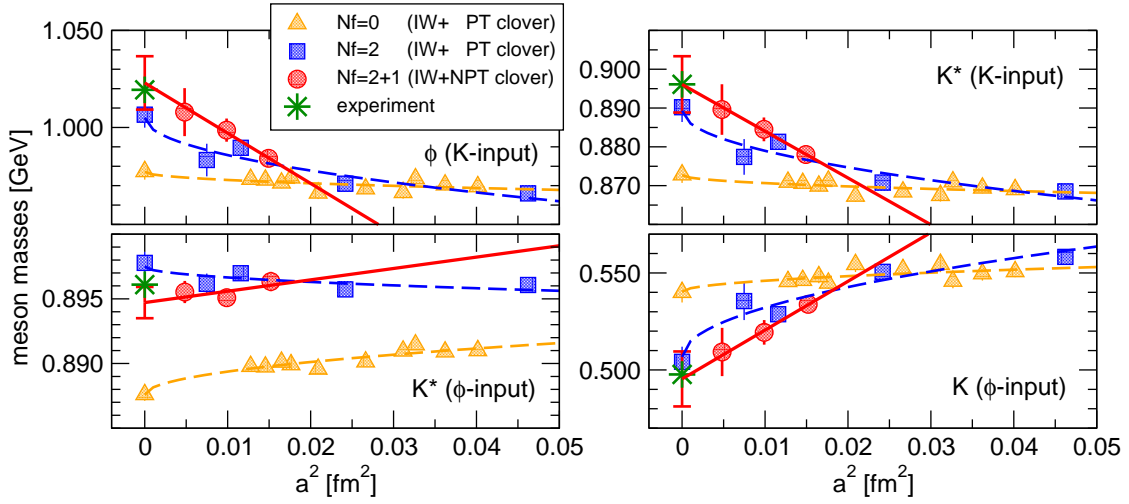 1.050
1.000
meson masses [GeV]
Nf=0 (IW+ PT clover)
Nf=2 (IW+ PT clover)
Nf=2+1 (IW+NPT clover)
experiment
ϕ (K-input)
0.900
0.890
0.880
0.870
K* (K-input)
0.895
0.890
K* (ϕ-input)
0.550
0.500
K (ϕ-input)
0 0.01 0.02 0.03 0.04 0.05
a² [fm²]
0 0.01 0.02 0.03 0.04 0.05
a² [fm²]